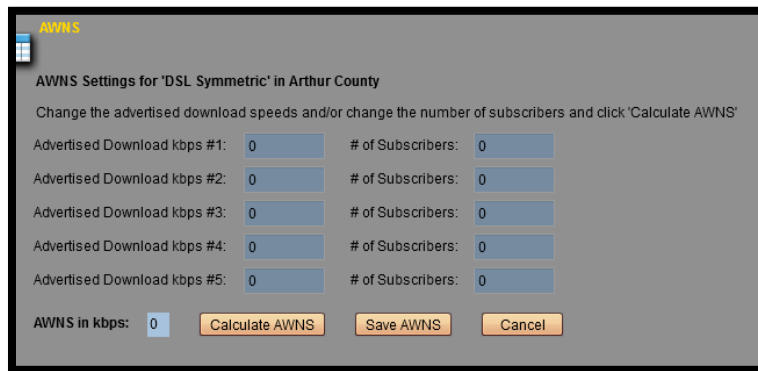 AWNS
AWNS Settings for 'DSL Symmetric' in Arthur County
Change the advertised download speeds and/or change the number of subscribers and click 'Calculate AWNS'
Advertised Download kbps #1: 0 # of Subscribers: 0
Advertised Download kbps #2: 0 # of Subscribers: 0
Advertised Download kbps #3: 0 # of Subscribers: 0
Advertised Download kbps #4: 0 # of Subscribers: 0
Advertised Download kbps #5: 0 # of Subscribers: 0
AWNS in kbps: 0 Calculate AWNS Save AWNS Cancel